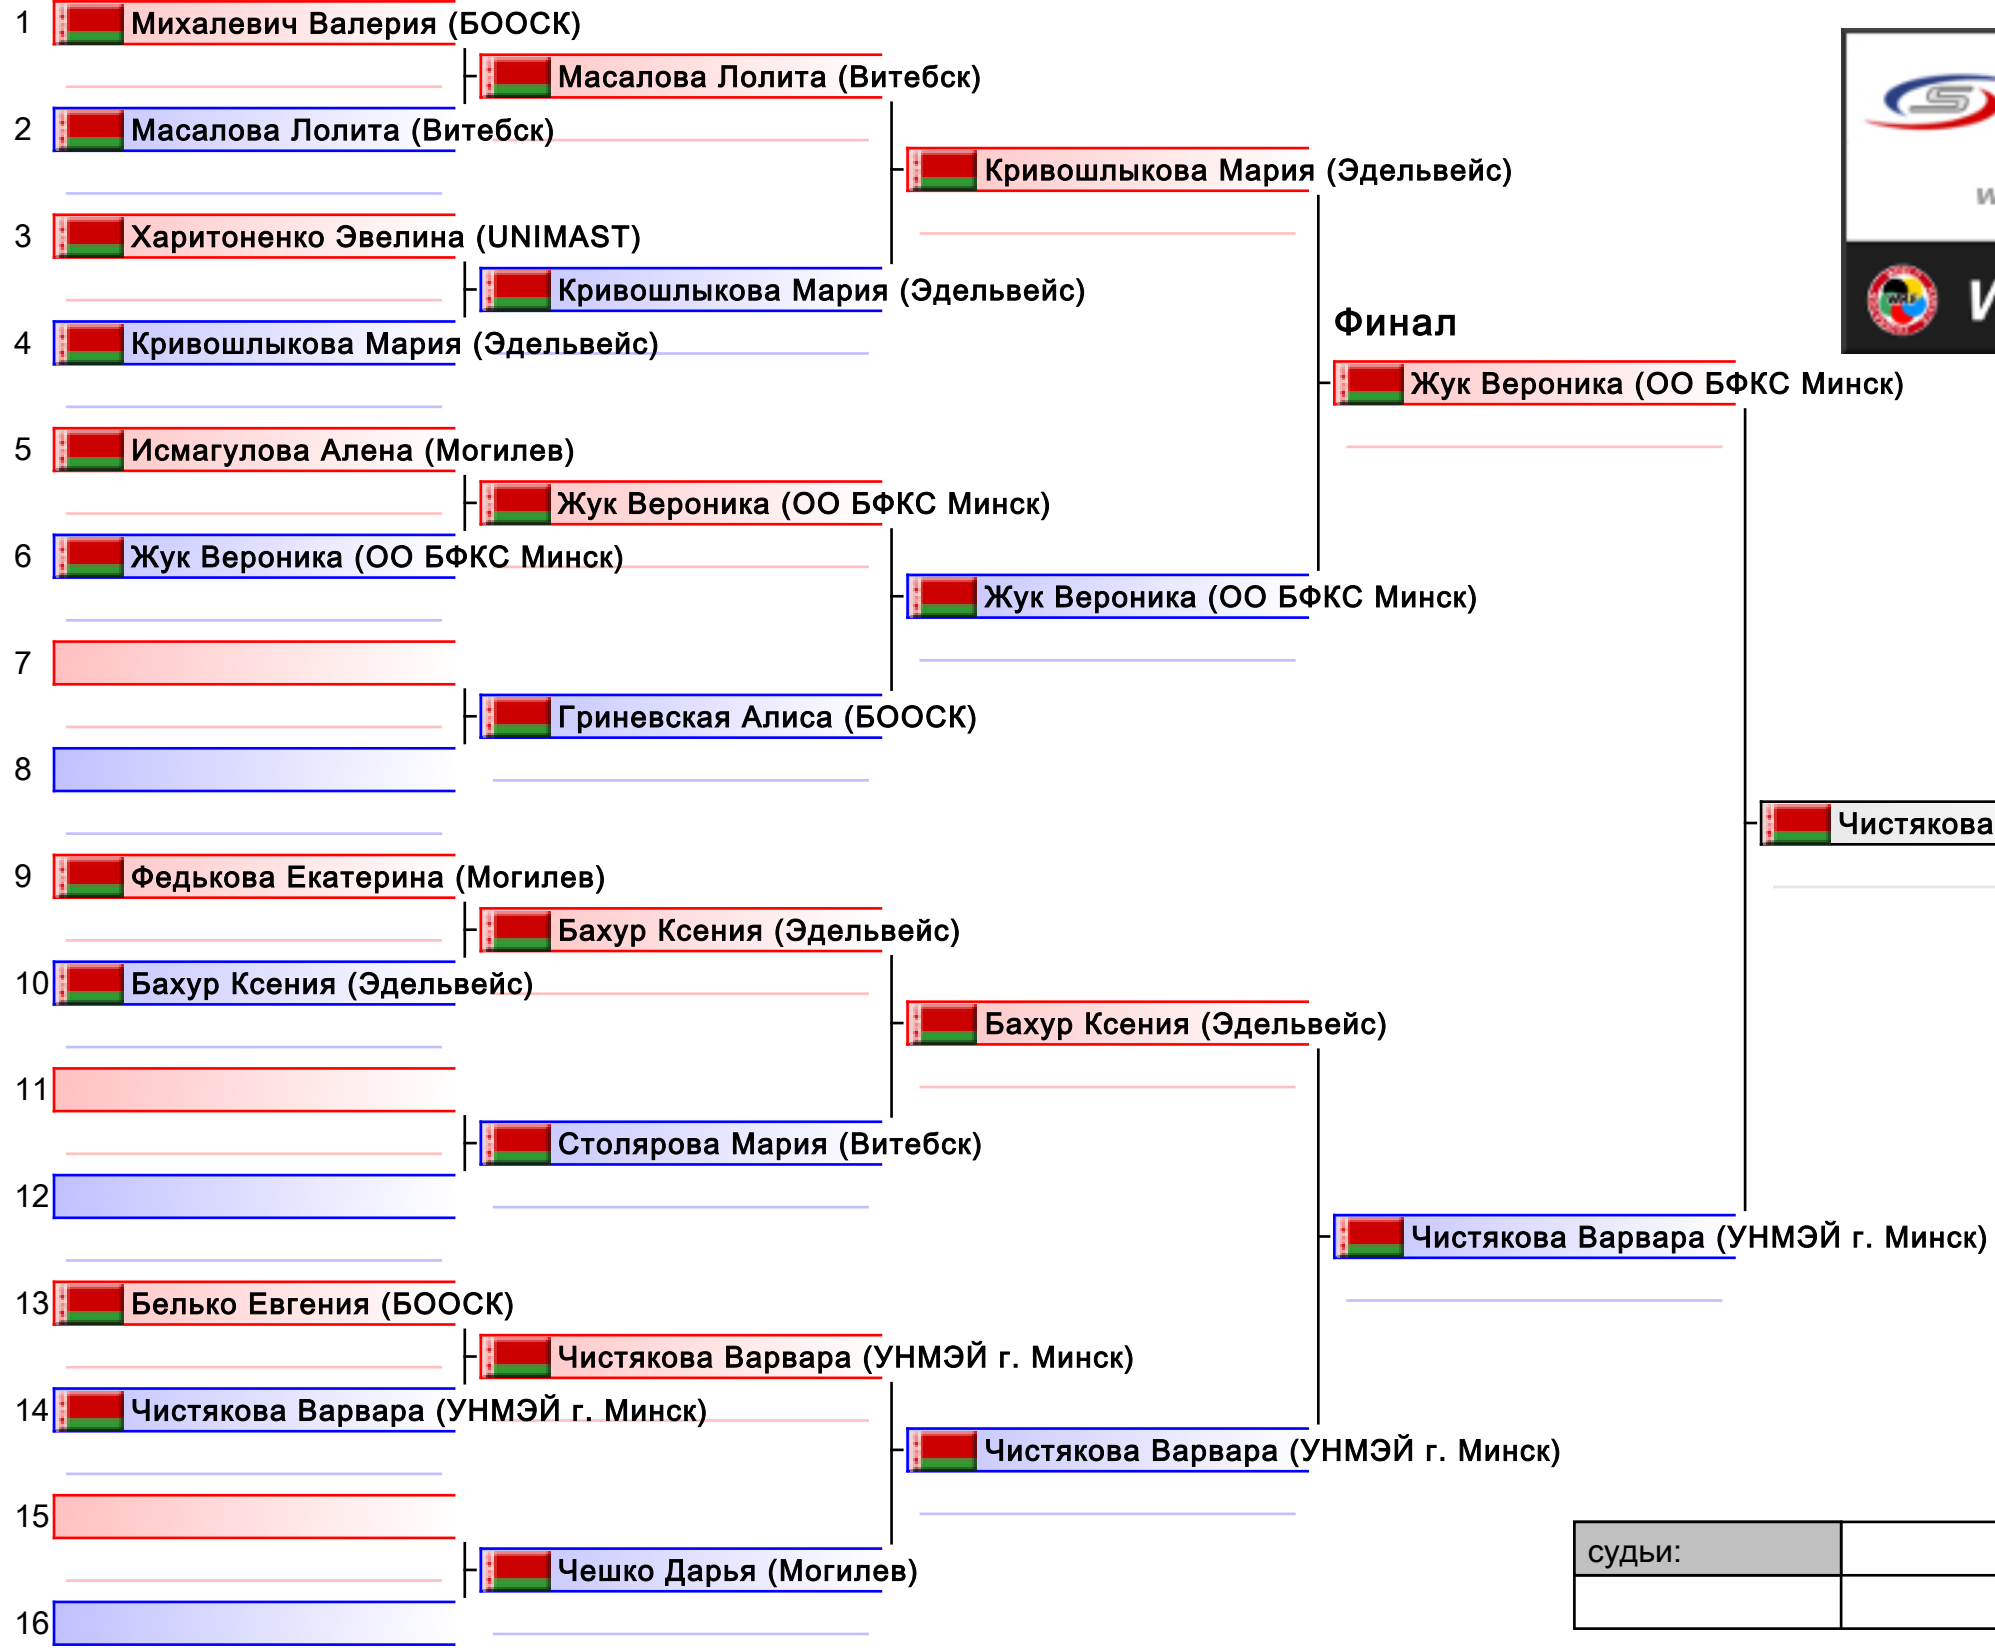 1 Михалевич Валерия (БООСК)
Масалова Лолита (Витебск)
2 Масалова Лолита (Витебск)
Кривошлыкова Мария (Эдельвейс)
3 Харитоненко Эвелина (UNIMAST)
Кривошлыкова Мария (Эдельвейс)
Финал
4 Кривошлыкова Мария (Эдельвейс)
Жук Вероника (ОО БФКС Минск)
5 Исмагулова Алена (Могилев)
Жук Вероника (ОО БФКС Минск)
6 Жук Вероника (ОО БФКС Минск)
Жук Вероника (ОО БФКС Минск)
7
Гриневская Алиса (БООСК)
8
Чистякова
9 Федькова Екатерина (Могилев)
Бахур Ксения (Эдельвейс)
10 Бахур Ксения (Эдельвейс)
Бахур Ксения (Эдельвейс)
11
Столярова Мария (Витебск)
12
Чистякова Варвара (УНМЭЙ г. Минск)
13 Белько Евгения (БООСК)
Чистякова Варвара (УНМЭЙ г. Минск)
14 Чистякова Варвара (УНМЭЙ г. Минск)
Чистякова Варвара (УНМЭЙ г. Минск)
15
судьи:
Чешко Дарья (Могилев)
16